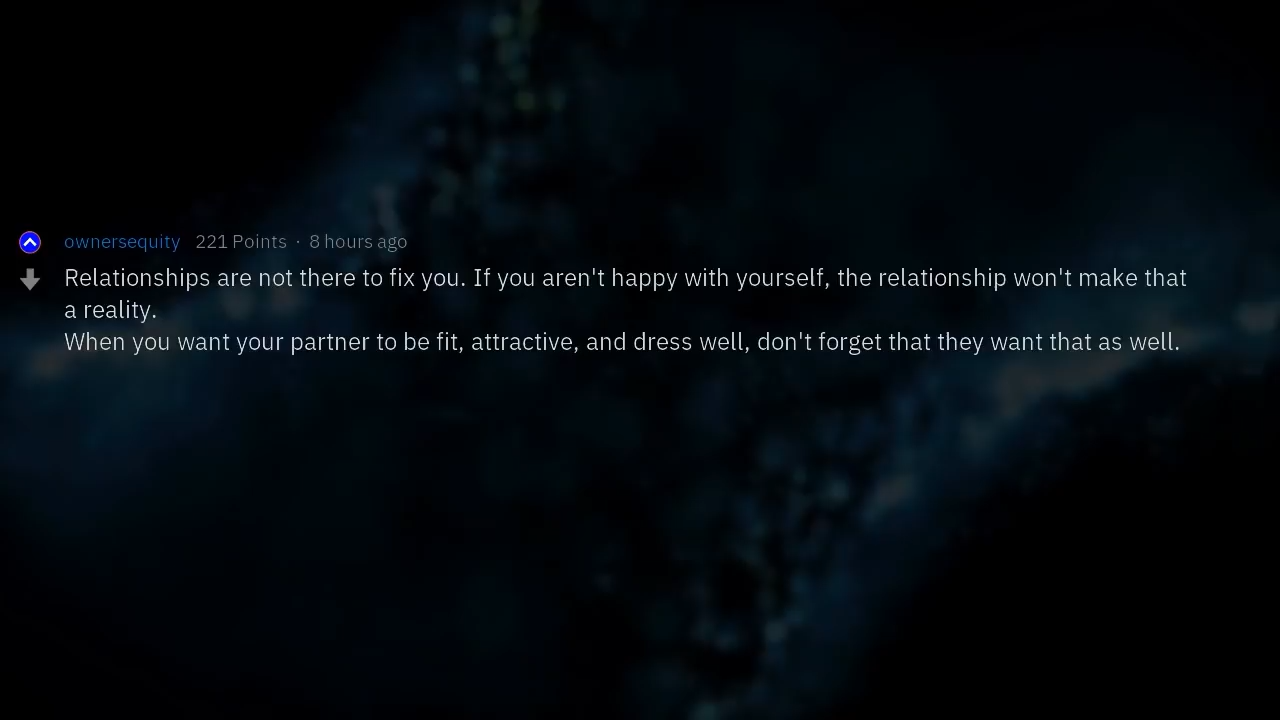 ownersequity 221 Points · 8 hours ago
Relationships are not there to fix you. If you aren't happy with yourself, the relationship won't make that
a reality.
When you want your partner to be fit, attractive, and dress well, don't forget that they want that as well.